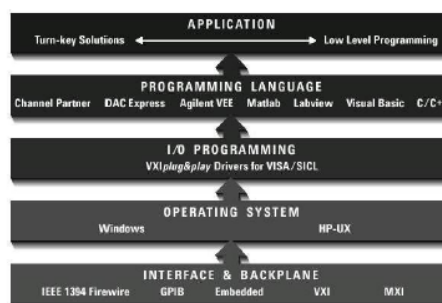 APPLICATION
Turn-key Solutions Low Level Programming
PROGRAMMING LANGUAGE
Channel Partner DAC Express Agilent VEE Matlab Labview Visual Basic C/C+
I/O PROGRAMMING
VXIplug&play Drivers for VISA/SICL
OPERATING SYSTEM
Windows HP-UX
INTERFACE & BACKPLANE
IEEE 1394 Firewire GPIB Embedded VXI MXI